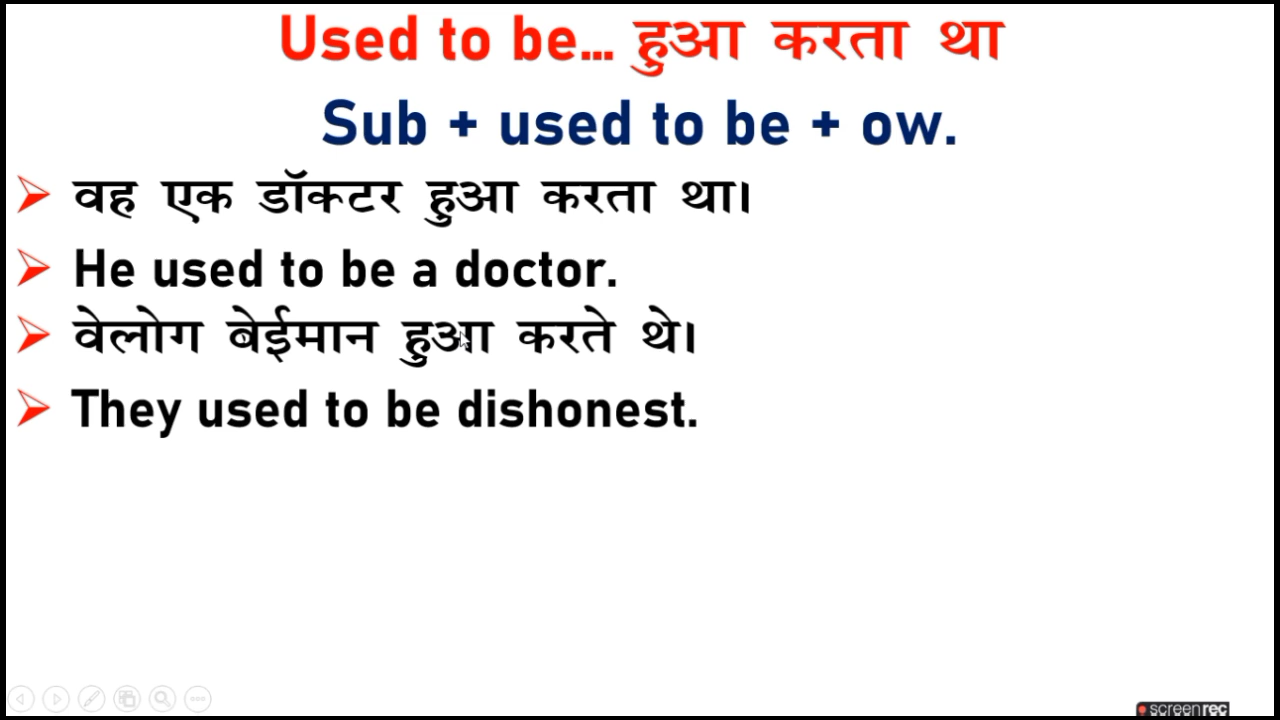 Used to be... हुआ करता था
Sub + used to be + ow.
➢ वह एक डॉक्टर हुआ करता था।
➢ He used to be a doctor.
➢ वेलोग बेईमान हुआ करते थे।
➢ They used to be dishonest.
screenrec